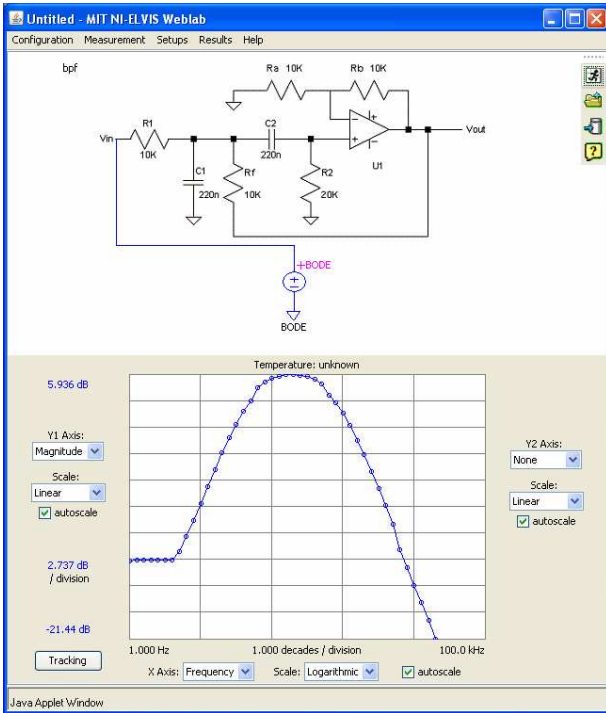 Untitled - MIT NI-ELVIS Weblab
Configuration Measurement Setups Results Help
bpf
Ra 10K
Rb 10K
R1
C2
Vin
Vout
10K
220n
U1
C1
Rf
R2
220n
10K
20K
+BODE
BODE
Temperature: unknown
5.936 dB
Y1 Axis:
Magnitude
Scale:
Linear
autoscale
2.737 dB
/ division
-21.44 dB
Tracking
Y2 Axis:
None
Scale:
Linear
autoscale
1.000 Hz
1.000 decades / division
100.0 kHz
X Axis: Frequency Scale: Logarithmic autoscale
Java Applet Window